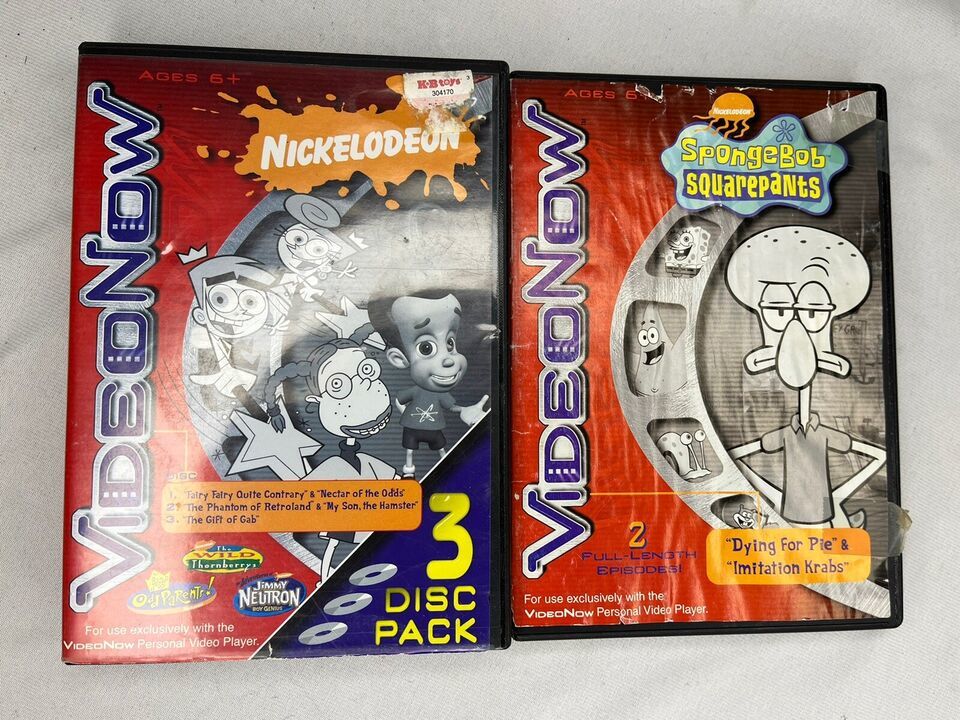 AGES 6+
K·B toys
3
304170
NICKELODEON
VIDEONOW
DISC
1. "Fairy Fairy Quite Contrary" & "Nectar of the Odds"
2. "The Phantom of Retroland" & "My Son, the Hamster"
3. "The Gift of Gab"
The
WILD
Thornberrys
Odd Parents!
JIMMY
NEUTRON
BOY GENIUS
3
DISC
PACK
For use exclusively with the
VIDEONOW Personal Video Player.
AGES 6
NICKELODEON
SpongeBob
SQUAREPANTS
VIDEONOW
2
FULL-LENGTH
EPISODES!
"Dying For Pie" &
"Imitation Krabs"
For use exclusively with the
VIDEONOW Personal Video Player.